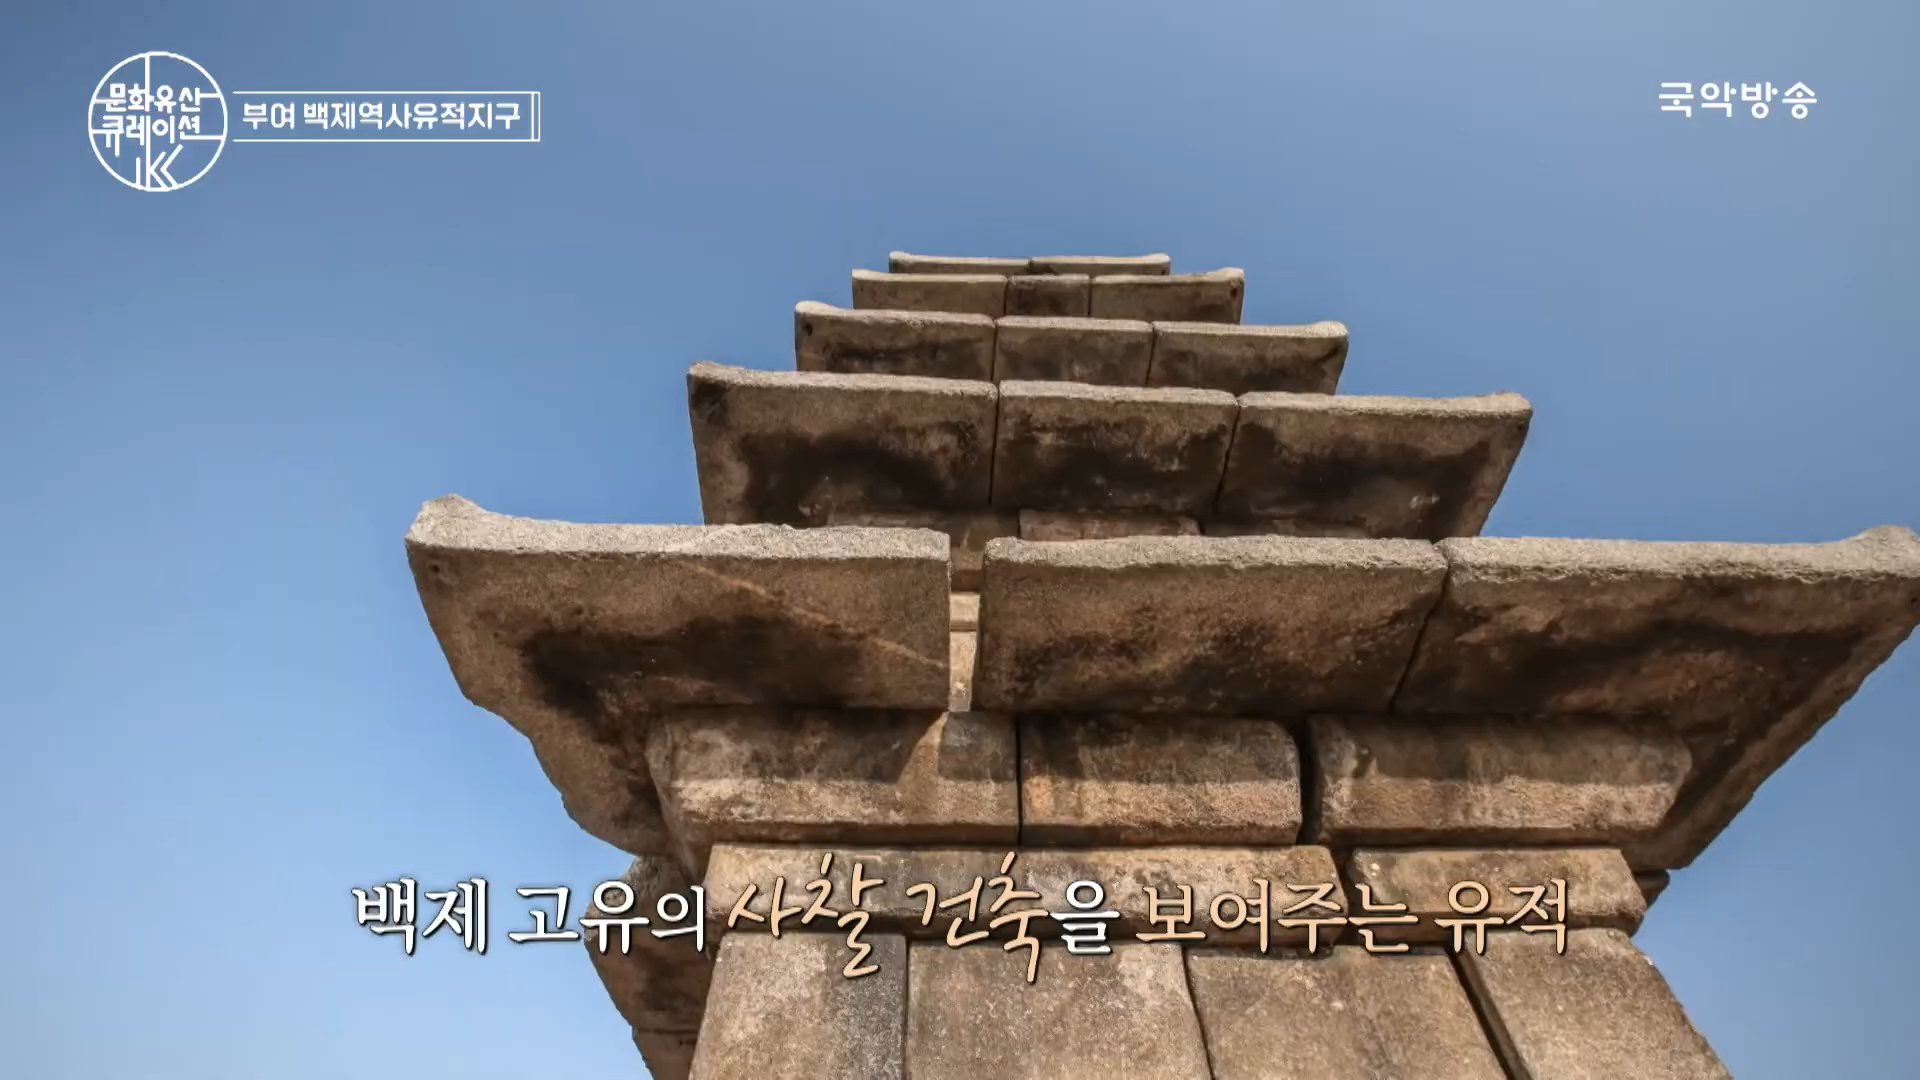 문화유산
큐레이션
부여 백제역사유적지구
국악방송
백제 고유의 사찰 건축을 보여주는 유적